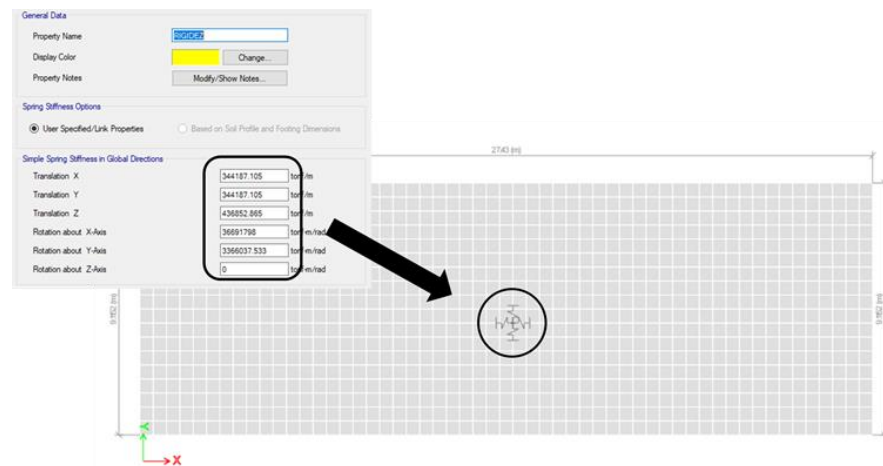 General Data
Property Name RIGIDEZ
Display Color Change...
Property Notes Modify/Show Notes...
Spring Stiffness Options
User Specified/Link Properties Based on Soil Profile and Footing Dimensions
Simple Spring Stiffness in Global Directions
Translation X 344187.105 tonf/m
Translation Y 344187.105 tonf/m
Translation Z 436852.865 tonf/m
Rotation about X-Axis 36691798 tonf-m/rad
Rotation about Y-Axis 3366037.533 tonf-m/rad
Rotation about Z-Axis 0 tonf-m/rad
27.43 (m)
Y
X